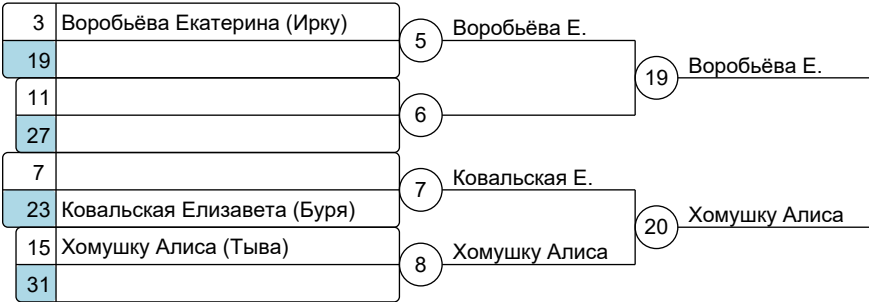 3 Воробьёва Екатерина (Ирку)
5 Воробьёва Е.
19
19 Воробьёва Е.
11
6
27
7
7 Ковальская Е.
23 Ковальская Елизавета (Буря)
20 Хомушку Алиса
15 Хомушку Алиса (Тыва)
8 Хомушку Алиса
31